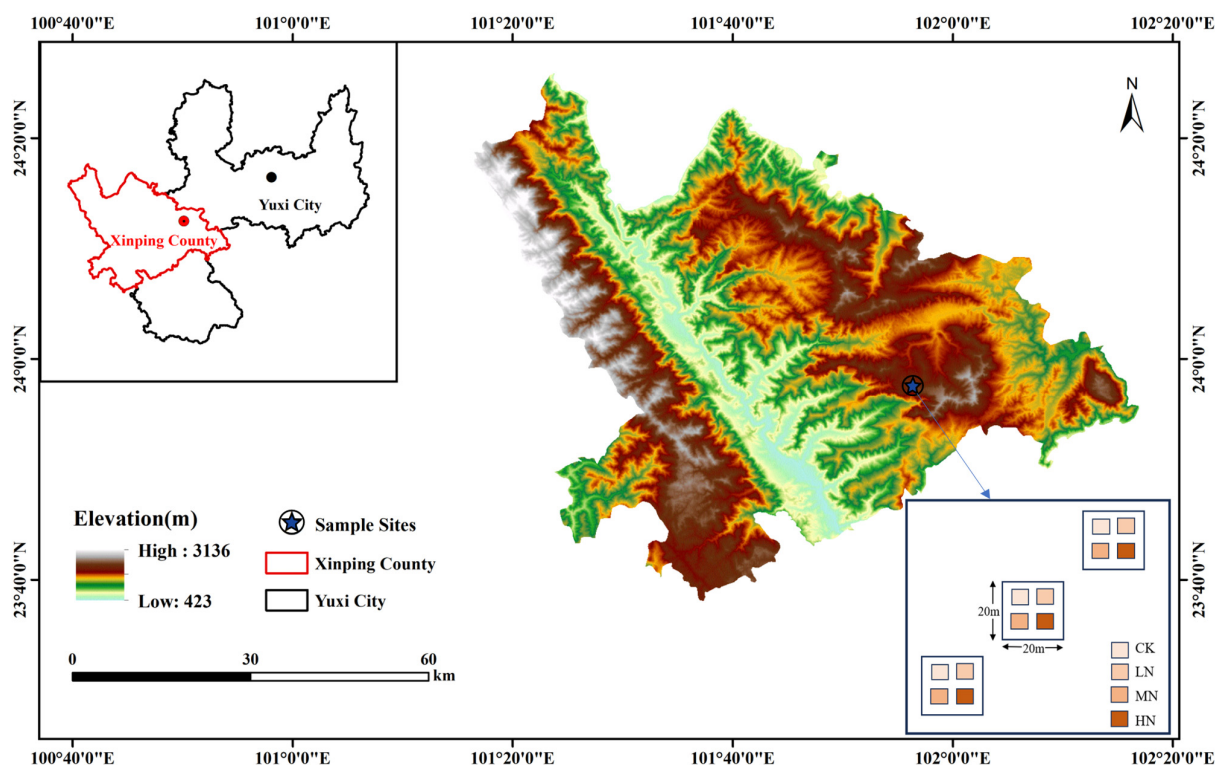 100°40'0"E 101°0'0"E 101°20'0"E 101°40'0"E 102°0'0"E 102°20'0"E
24°20'0"N
24°0'0"N
23°40'0"N
Yuxi City
Xinping County
N
24°20'0"N
24°0'0"N
23°40'0"N
Elevation(m)
High : 3136
Low: 423
Sample Sites
Xinping County
Yuxi City
0 30 60
km
20m
20m
CK
LN
MN
HN
100°40'0"E 101°0'0"E 101°20'0"E 101°40'0"E 102°0'0"E 102°20'0"E